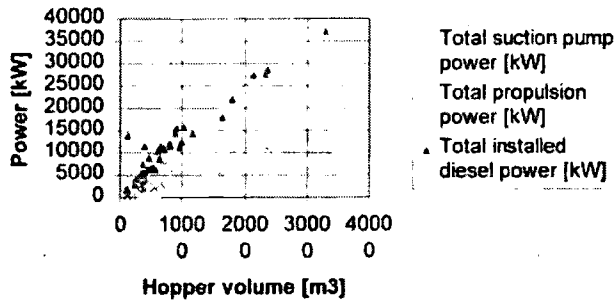 40000
35000
30000
25000
20000
15000
10000
5000
0
Power [kW]
0 1000 2000 3000 4000
0 0 0 0
Hopper volume [m3]
Total suction pump
power [kW]
Total propulsion
power [kW]
Total installed
diesel power [kW]